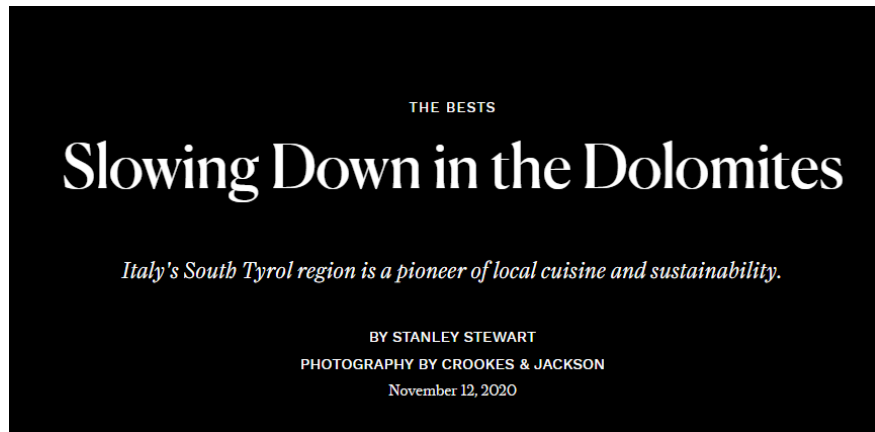 THE BESTS
Slowing Down in the Dolomites
Italy's South Tyrol region is a pioneer of local cuisine and sustainability.
BY STANLEY STEWART
PHOTOGRAPHY BY CROOKES & JACKSON
November 12, 2020